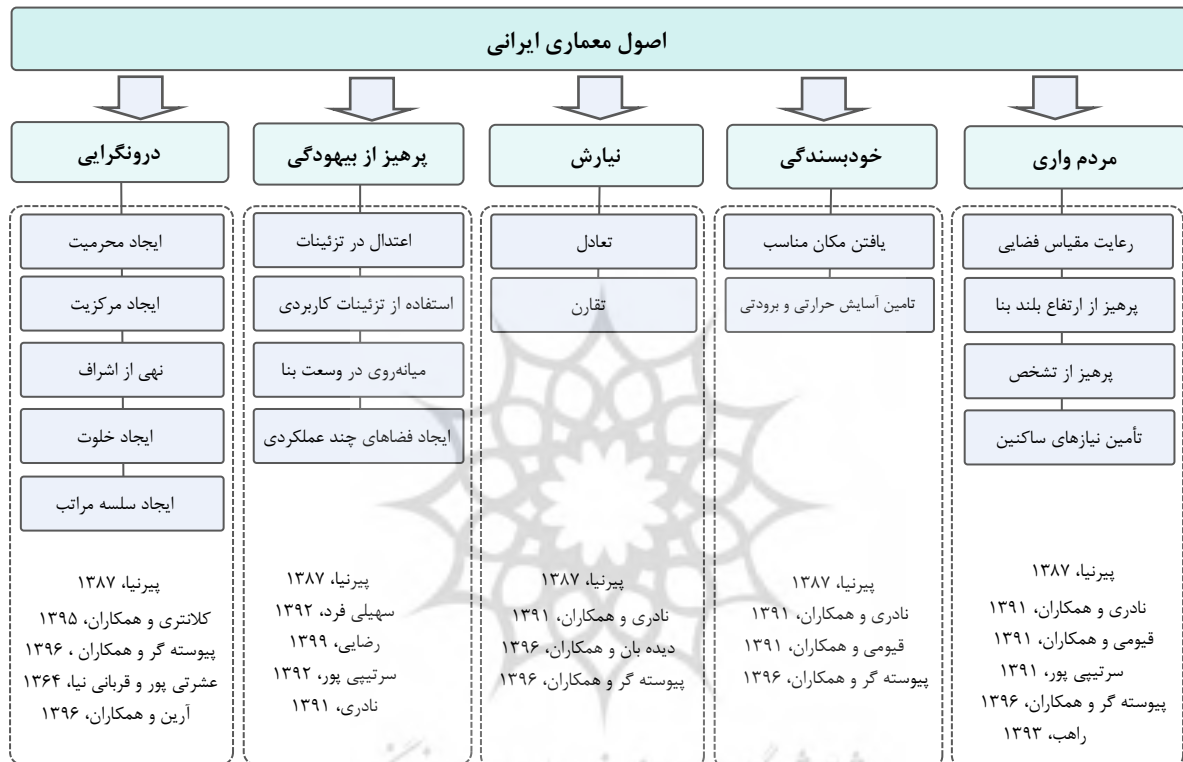 اصول معماری ایرانی
مردم واری
رعایت مقیاس فضایی
پرهیز از ارتفاع بلند بنا
پرهیز از تشخص
تأمین نیازهای ساکنین
پیرنیا، ۱۳۸۷
نادری و همکاران، ۱۳۹۱
قیومی و همکاران، ۱۳۹۱
سرتیپی پور، ۱۳۹۱
پیوسته گر و همکاران، ۱۳۹۶
راهب، ۱۳۹۳
خودبسندگی
یافتن مکان مناسب
تامین آسایش حرارتی و برودتی
پیرنیا، ۱۳۸۷
نادری و همکاران، ۱۳۹۱
قیومی و همکاران، ۱۳۹۱
پیوسته گر و همکاران، ۱۳۹۶
نیارش
تعادل
تقارن
پیرنیا، ۱۳۸۷
نادری و همکاران، ۱۳۹۱
دیده بان و همکاران، ۱۳۹۶
پیوسته گر و همکاران، ۱۳۹۶
پرهیز از بیهودگی
اعتدال در تزئینات
استفاده از تزئینات کاربردی
میانه‌روی در وسعت بنا
ایجاد فضاهای چند عملکردی
پیرنیا، ۱۳۸۷
سهیلی فرد، ۱۳۹۲
رضایی، ۱۳۹۹
سرتیپی پور، ۱۳۹۲
نادری، ۱۳۹۱
درونگرایی
ایجاد محرمیت
ایجاد مرکزیت
نهی از اشراف
ایجاد خلوت
ایجاد سلسه مراتب
پیرنیا، ۱۳۸۷
کلانتری و همکاران، ۱۳۹۵
پیوسته گر و همکاران ، ۱۳۹۶
عشرتی پور و قربانی نیا، ۱۳۶۴
آرین و همکاران، ۱۳۹۶